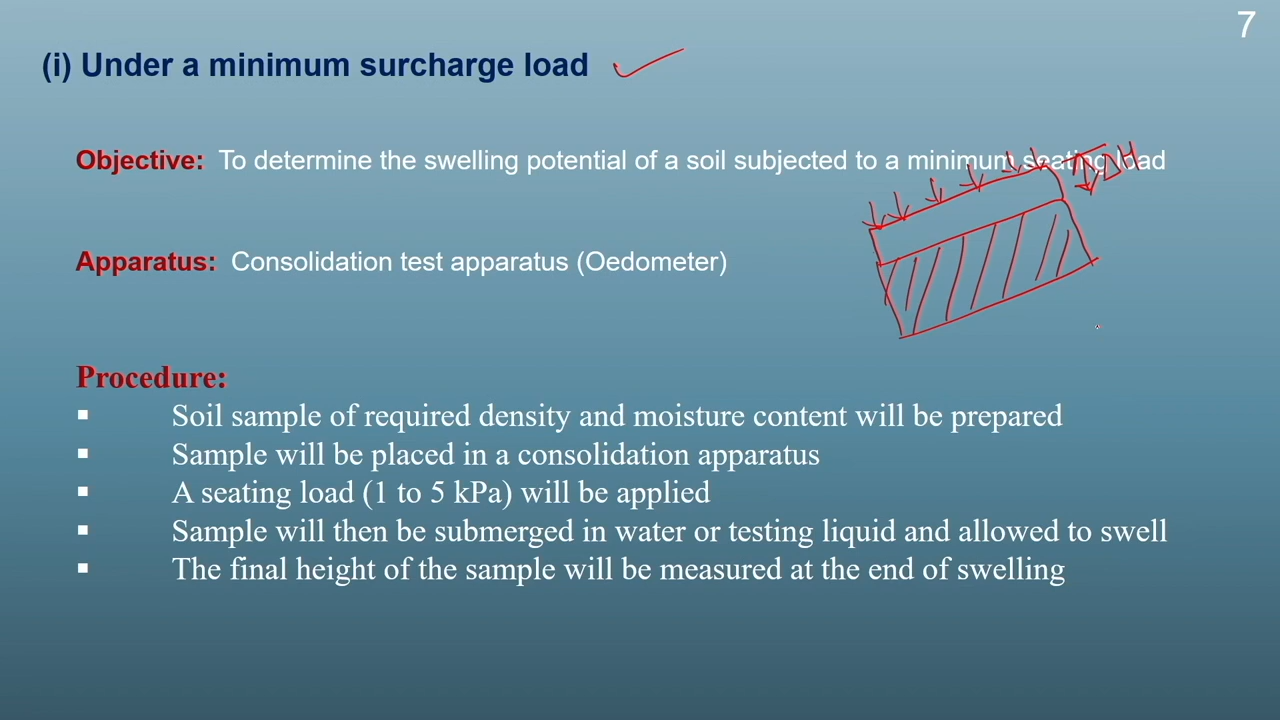 7
(i) Under a minimum surcharge load
Objective: To determine the swelling potential of a soil subjected to a minimum seating load
ΔH
Apparatus: Consolidation test apparatus (Oedometer)
Procedure:
▪ Soil sample of required density and moisture content will be prepared
▪ Sample will be placed in a consolidation apparatus
▪ A seating load (1 to 5 kPa) will be applied
▪ Sample will then be submerged in water or testing liquid and allowed to swell
▪ The final height of the sample will be measured at the end of swelling